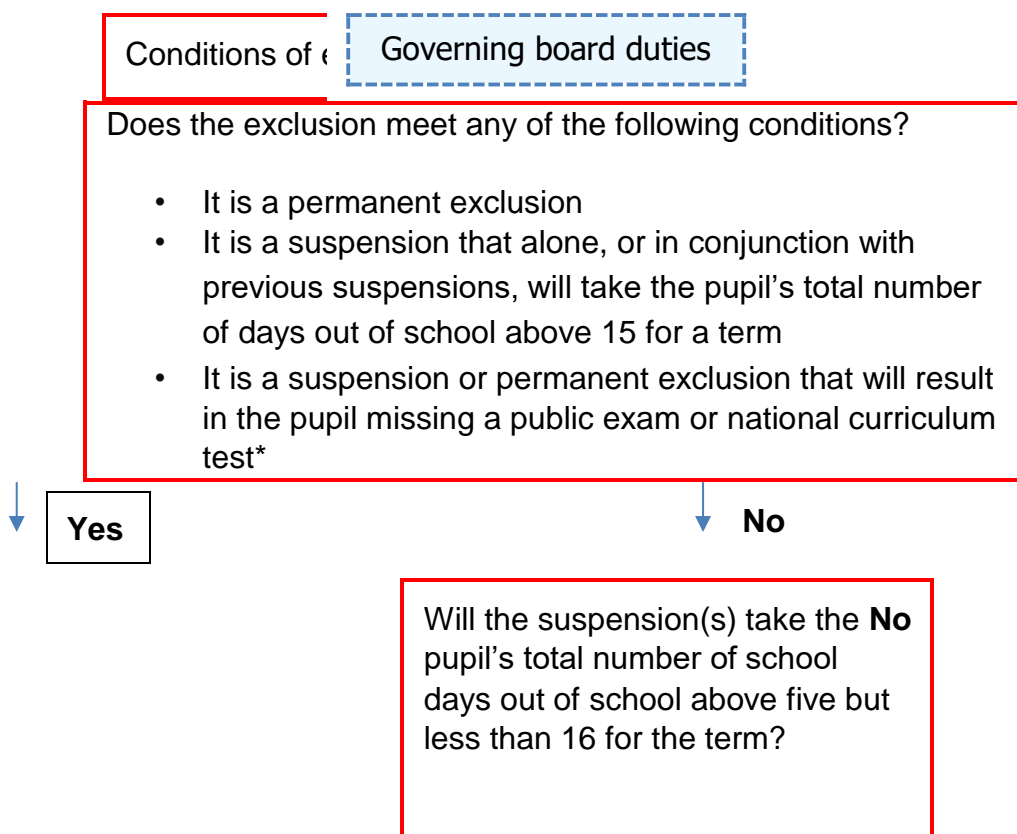 Conditions of
Governing board duties
Does the exclusion meet any of the following conditions?
• It is a permanent exclusion
• It is a suspension that alone, or in conjunction with
previous suspensions, will take the pupil’s total number
of days out of school above 15 for a term
• It is a suspension or permanent exclusion that will result
in the pupil missing a public exam or national curriculum
test*
Yes
No
Will the suspension(s) take the No
pupil’s total number of school
days out of school above five but
less than 16 for the term?